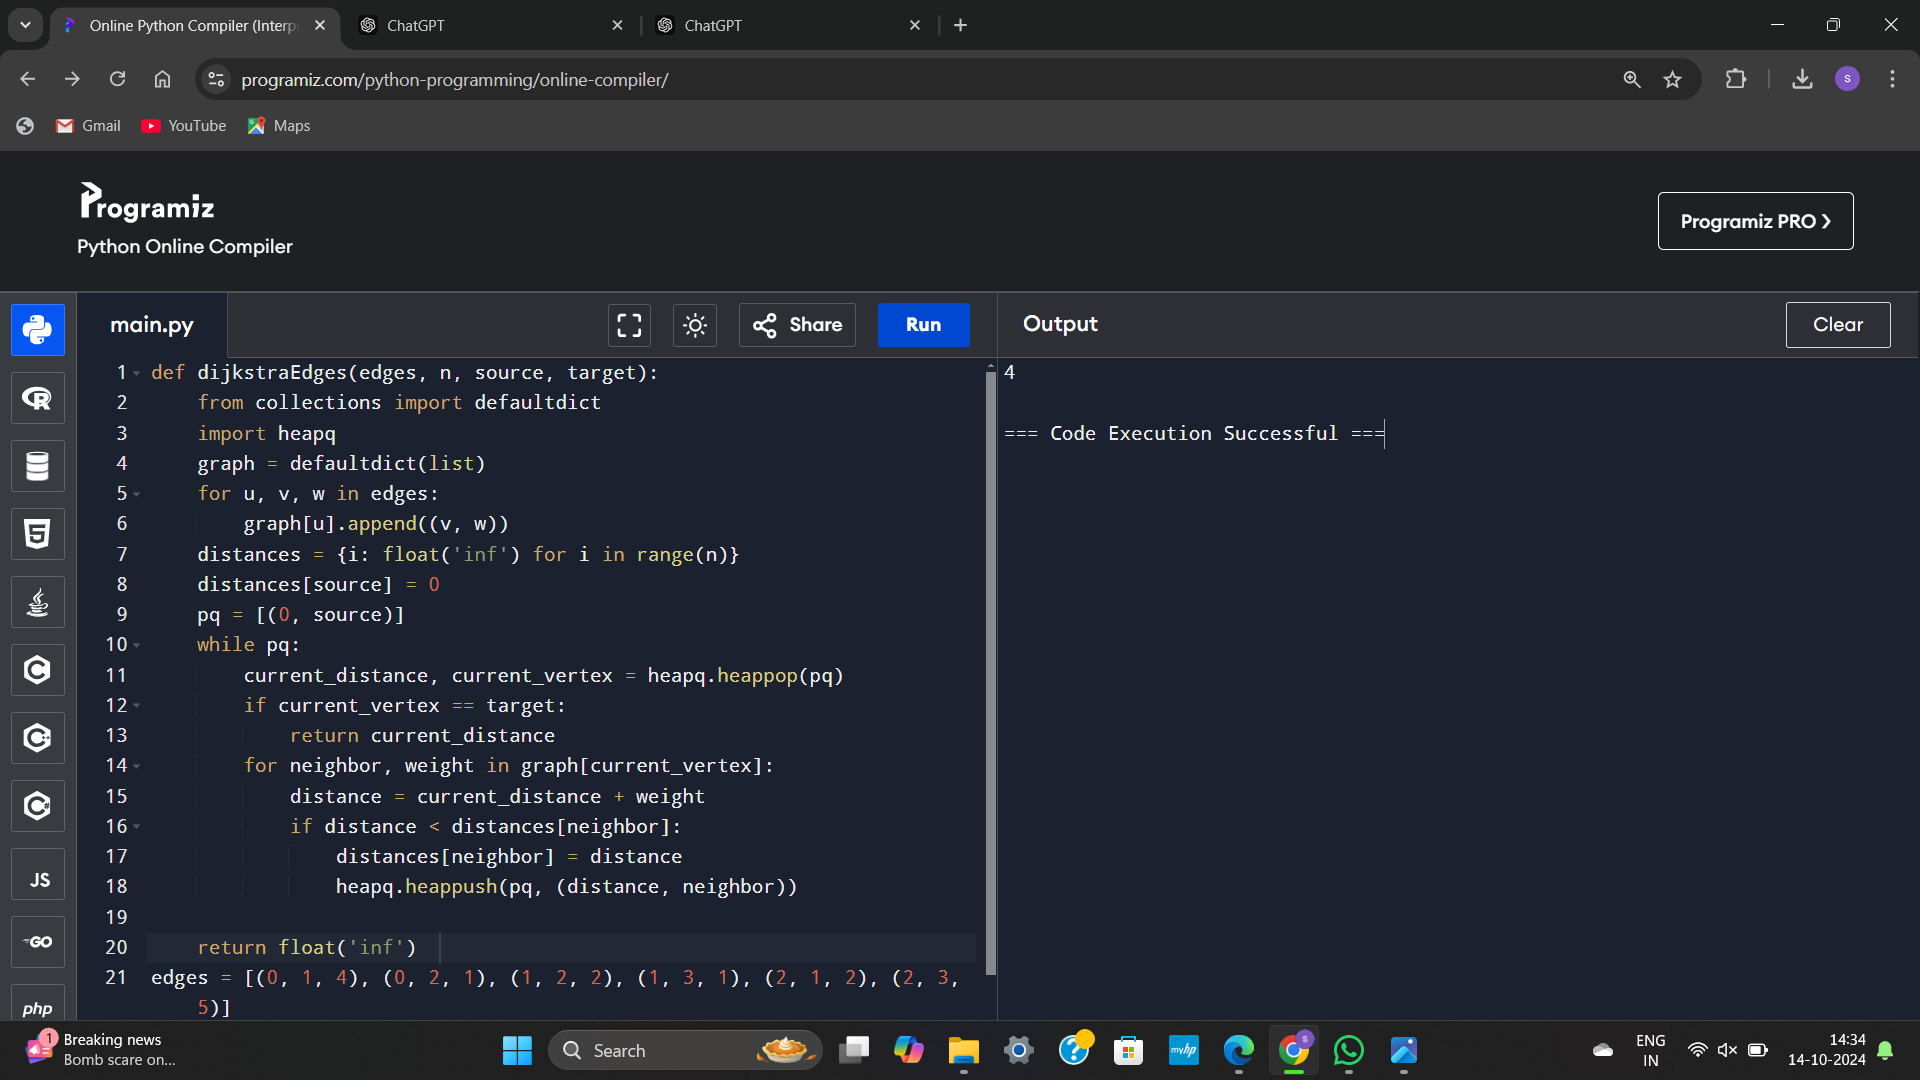 Online Python Compiler (Interp
ChatGPT
ChatGPT
programiz.com/python-programming/online-compiler/
S
Gmail
YouTube
Maps
Programiz
Python Online Compiler
Programiz PRO ❯
main.py
Share
Run
Output
Clear
1 def dijkstraEdges(edges, n, source, target):
2     from collections import defaultdict
3     import heapq
4     graph = defaultdict(list)
5     for u, v, w in edges:
6         graph[u].append((v, w))
7     distances = {i: float('inf') for i in range(n)}
8     distances[source] = 0
9     pq = [(0, source)]
10     while pq:
11         current_distance, current_vertex = heapq.heappop(pq)
12         if current_vertex == target:
13             return current_distance
14         for neighbor, weight in graph[current_vertex]:
15             distance = current_distance + weight
16             if distance < distances[neighbor]:
17                 distances[neighbor] = distance
18                 heapq.heappush(pq, (distance, neighbor))
19
20     return float('inf')
21 edges = [(0, 1, 4), (0, 2, 1), (1, 2, 2), (1, 3, 1), (2, 1, 2), (2, 3,
5)]
4
=== Code Execution Successful ===
R
5
C
C++
C#
JS
GO
php
1
Breaking news
Bomb scare on...
Search
myhp
S
ENG
IN
14:34
14-10-2024